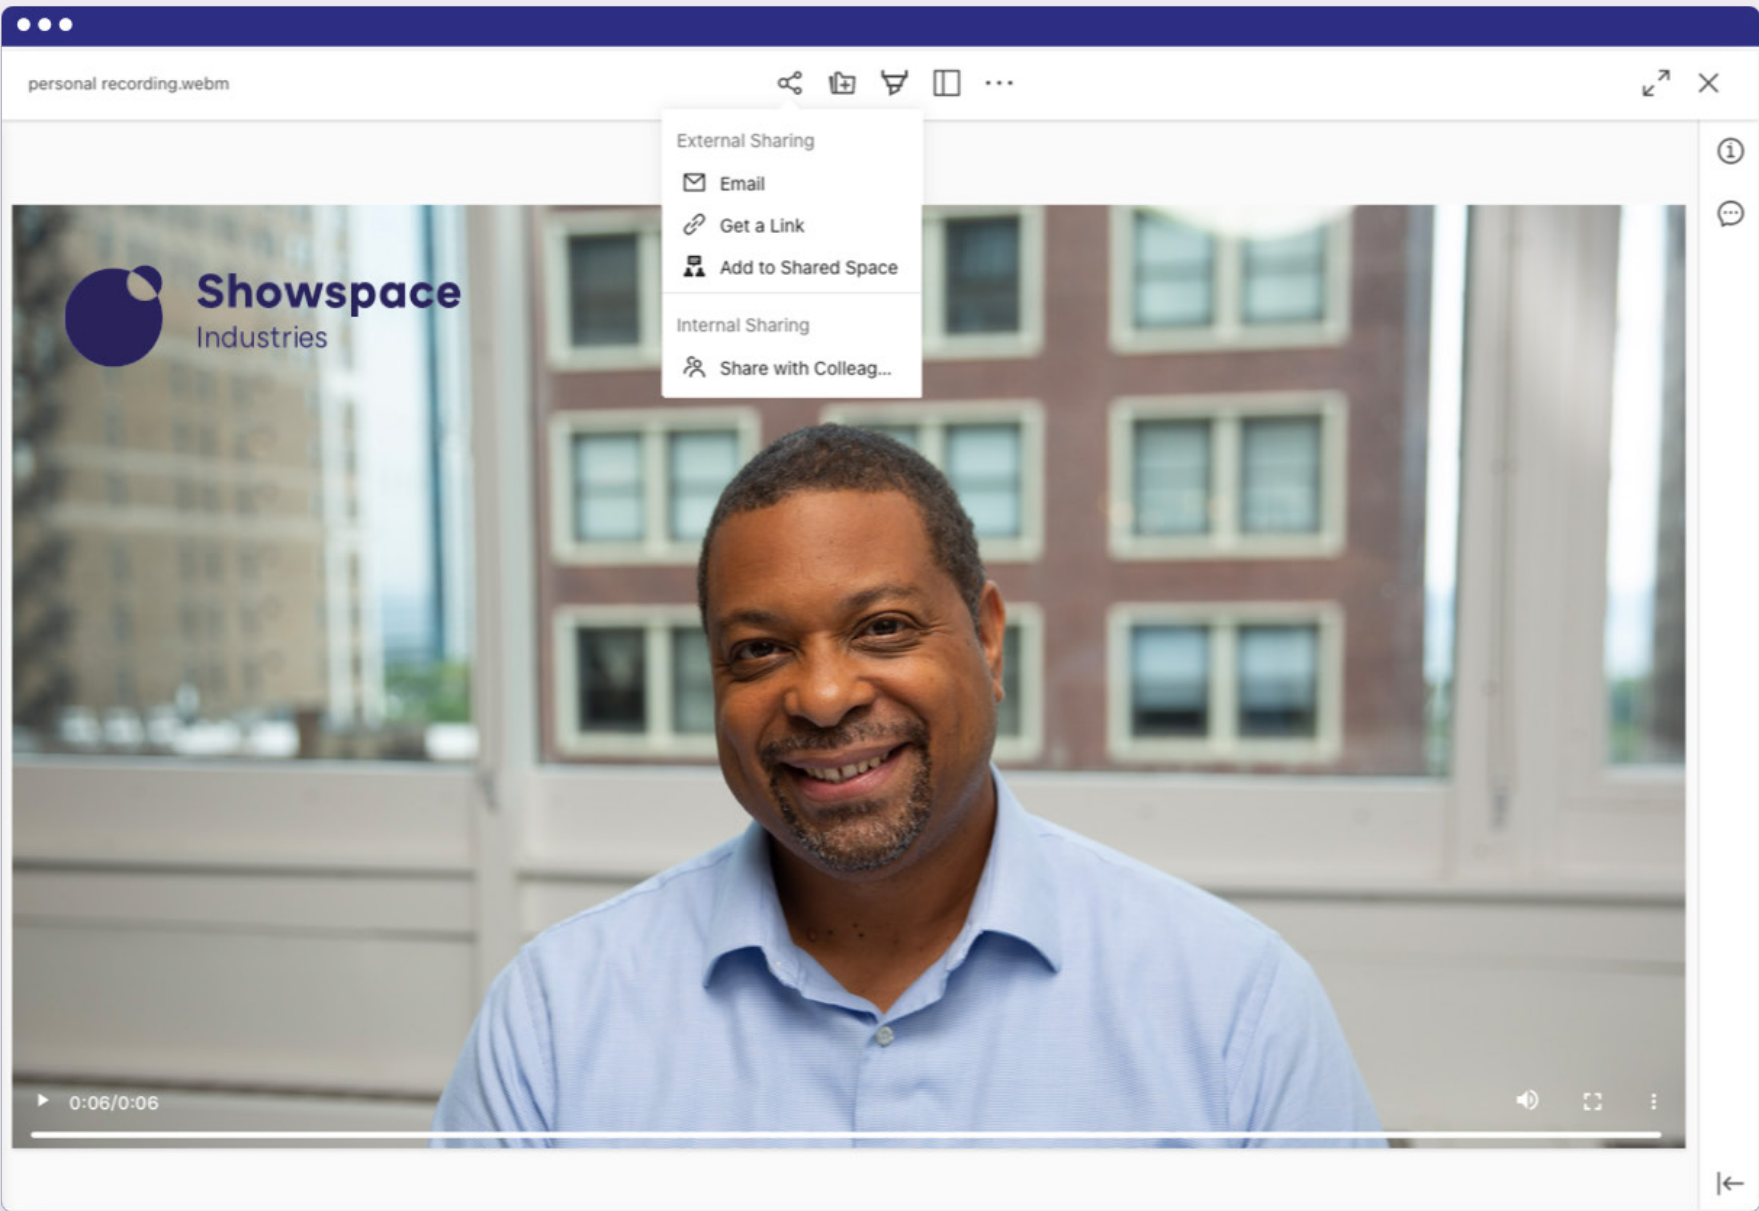 personal recording.webm
External Sharing
Email
Get a Link
Add to Shared Space
Internal Sharing
Share with Colleag...
Showspace
Industries
0:06/0:06